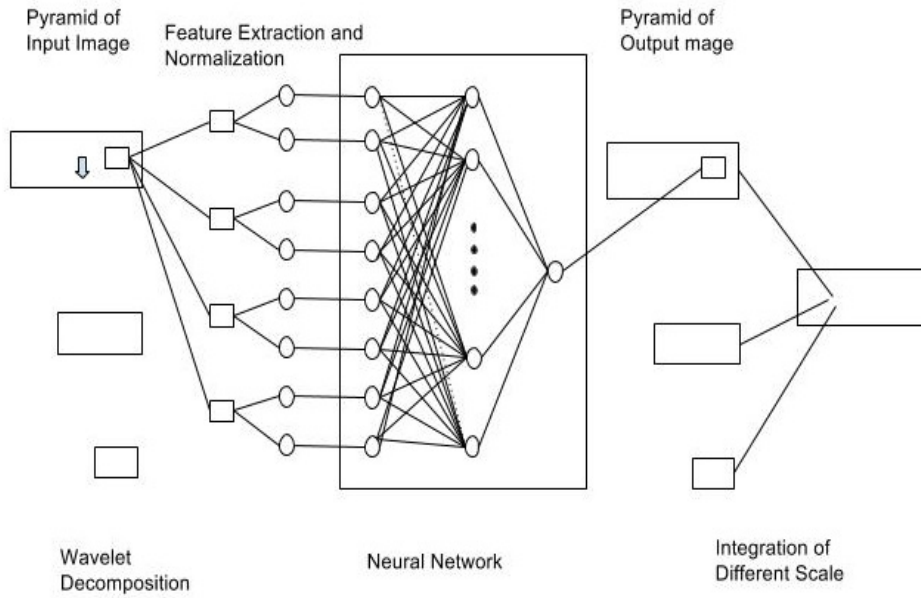 Pyramid of
Input Image
Feature Extraction and
Normalization
Pyramid of
Output mage
Wavelet
Decomposition
Neural Network
Integration of
Different Scale